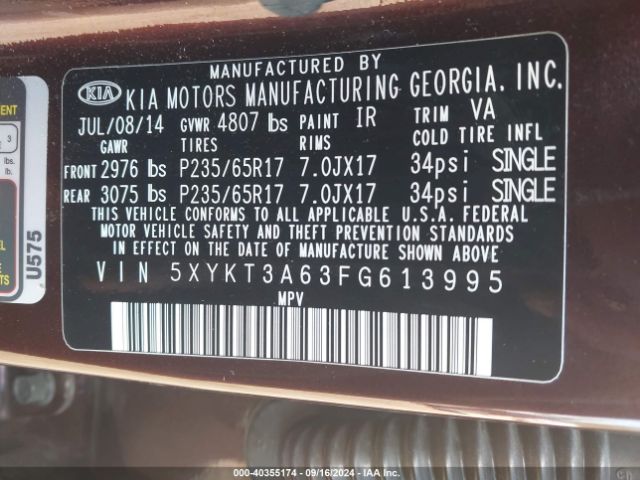 MANUFACTURED BY
KIA KIA MOTORS MANUFACTURING GEORGIA. INC.
JUL/08/14 GVWR 4807 lbs PAINT IR TRIM VA
GAWR TIRES RIMS COLD TIRE INFL
FRONT 2976 lbs P235/65R17 7.0JX17 34psi SINGLE
REAR 3075 lbs P235/65R17 7.0JX17 34psi SINGLE
THIS VEHICLE CONFORMS TO ALL APPLICABLE U.S.A. FEDERAL
MOTOR VEHICLE SAFETY AND THEFT PREVENTION STANDARDS
IN EFFECT ON THE DATE OF MANUFACTURE SHOWN ABOVE.
VIN 5XYKT3A63FG613995
MPV
3
lbs.
U575
000-40355174 - 09/16/2024 - IAA Inc.